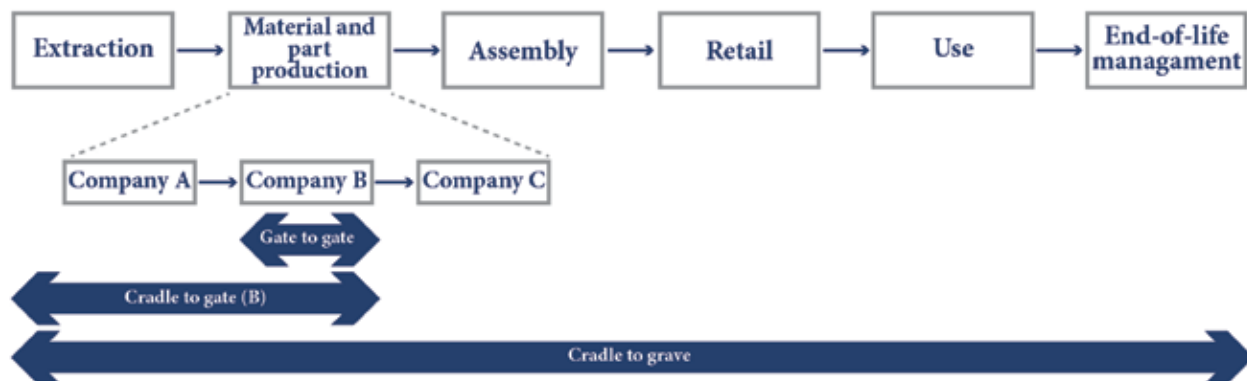 Extraction
Material and
part
production
Assembly
Retail
Use
End-of-life
managament
Company A
Company B
Company C
Gate to gate
Cradle to gate (B)
Cradle to grave